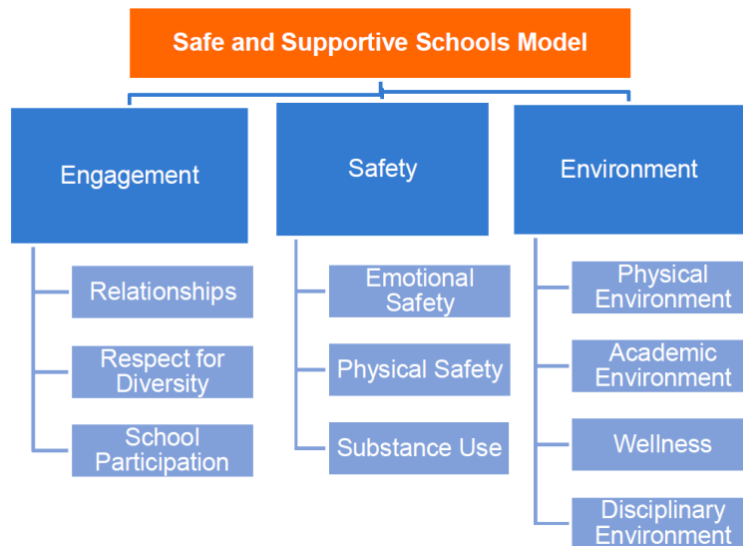 Safe and Supportive Schools Model
Engagement
Relationships
Respect for
Diversity
School
Participation
Safety
Emotional
Safety
Physical Safety
Substance Use
Environment
Physical
Environment
Academic
Environment
Wellness
Disciplinary
Environment